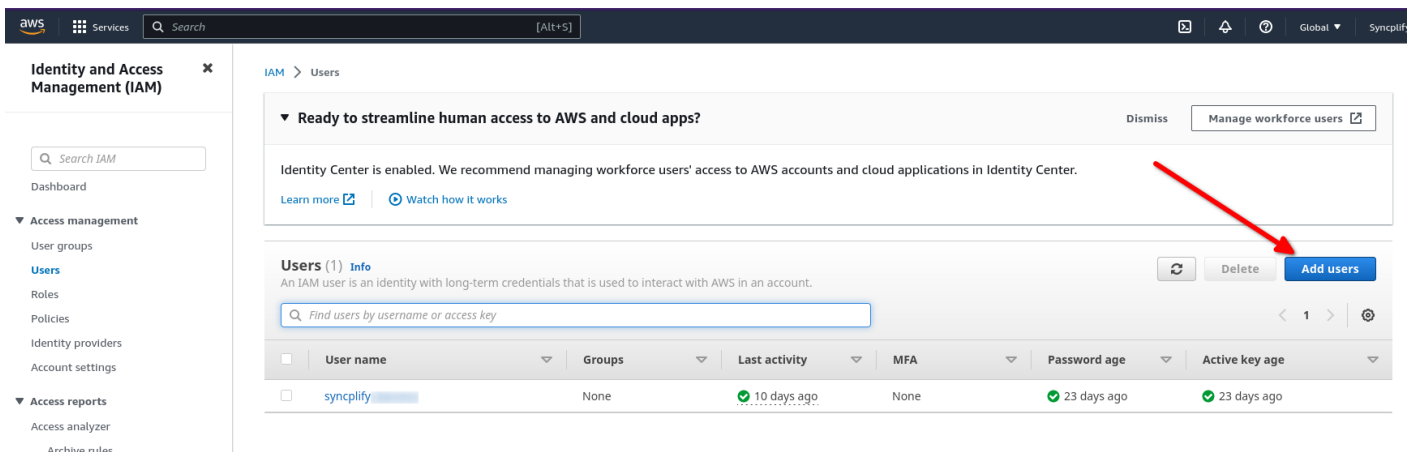 aws Services Search [Alt+S] Global Syncplify
Identity and Access
Management (IAM)
Search IAM
Dashboard
Access management
User groups
Users
Roles
Policies
Identity providers
Account settings
Access reports
Access analyzer
Archive rules
IAM > Users
Ready to streamline human access to AWS and cloud apps? Dismiss Manage workforce users
Identity Center is enabled. We recommend managing workforce users' access to AWS accounts and cloud applications in Identity Center.
Learn more Watch how it works
Users (1) Info Delete Add users
An IAM user is an identity with long-term credentials that is used to interact with AWS in an account.
Find users by username or access key 1
User name Groups Last activity MFA Password age Active key age
syncplify None 10 days ago None 23 days ago 23 days ago